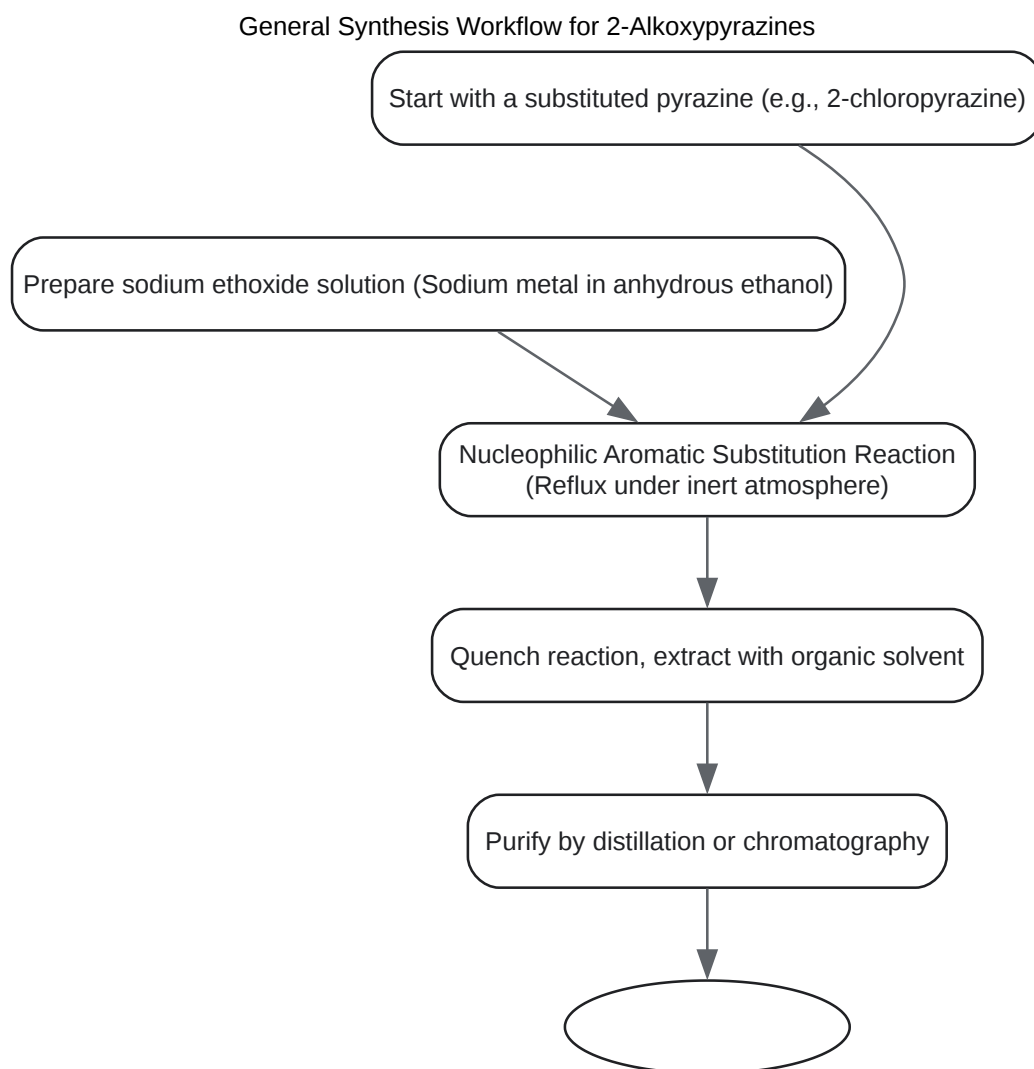 General Synthesis Workflow for 2-Alkoxypyrazines
Start with a substituted pyrazine (e.g., 2-chloropyrazine)
Prepare sodium ethoxide solution (Sodium metal in anhydrous ethanol)
Nucleophilic Aromatic Substitution Reaction
(Reflux under inert atmosphere)
Quench reaction, extract with organic solvent
Purify by distillation or chromatography